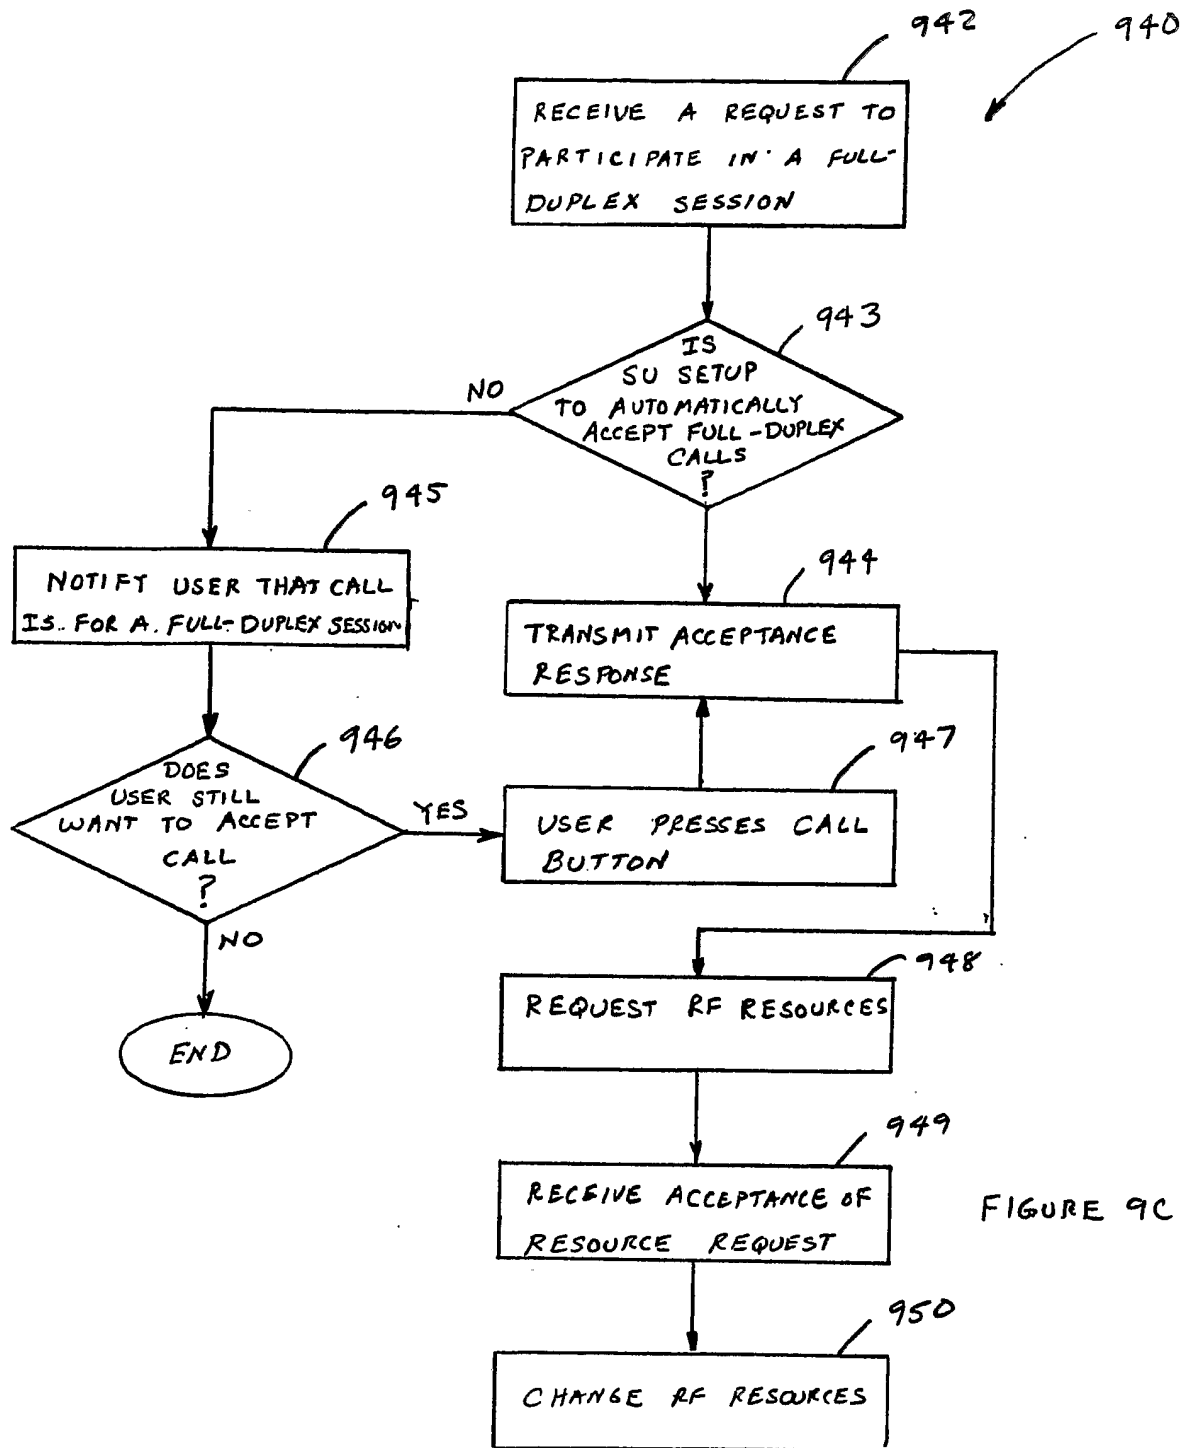 942
940
RECEIVE A REQUEST TO
PARTICIPATE IN A FULL-
DUPLEX SESSION
943
IS
SU SETUP
TO AUTOMATICALLY
ACCEPT FULL-DUPLEX
CALLS
?
NO
945
NOTIFY USER THAT CALL
IS FOR A FULL-DUPLEX SESSION
944
TRANSMIT ACCEPTANCE
RESPONSE
946
DOES
USER STILL
WANT TO ACCEPT
CALL
?
YES
NO
END
947
USER PRESSES CALL
BUTTON
948
REQUEST RF RESOURCES
949
RECEIVE ACCEPTANCE OF
RESOURCE REQUEST
FIGURE 9C
950
CHANGE RF RESOURCES